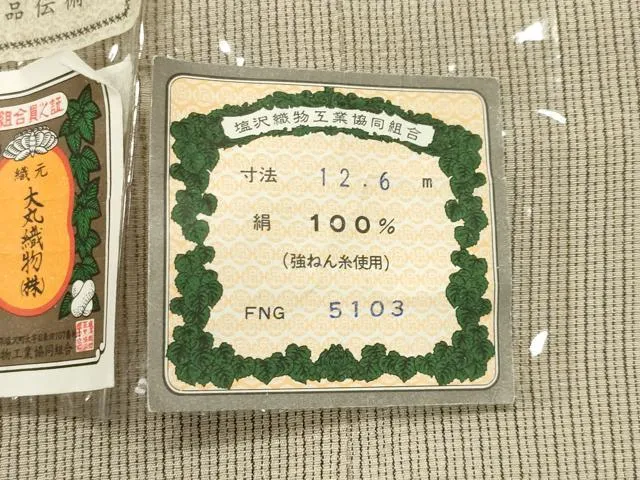 品伝術
組合員之証
織元
大丸織物(株)
物工業協同組合
塩沢織物工業協同組合
寸法 12.6 m
絹 100%
(強ねん糸使用)
FNG 5103